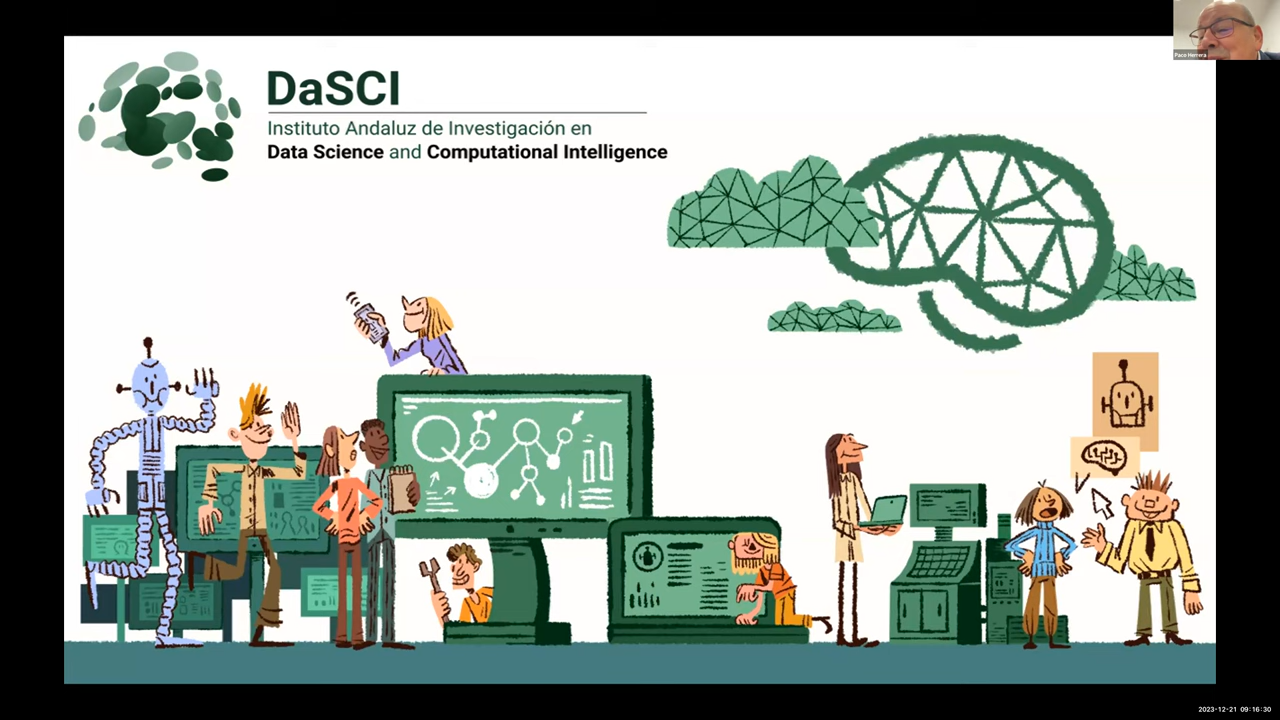 DaSCI
Instituto Andaluz de Investigación en
Data Science and Computational Intelligence
Paco Herrera
2023-12-21 09:16:30